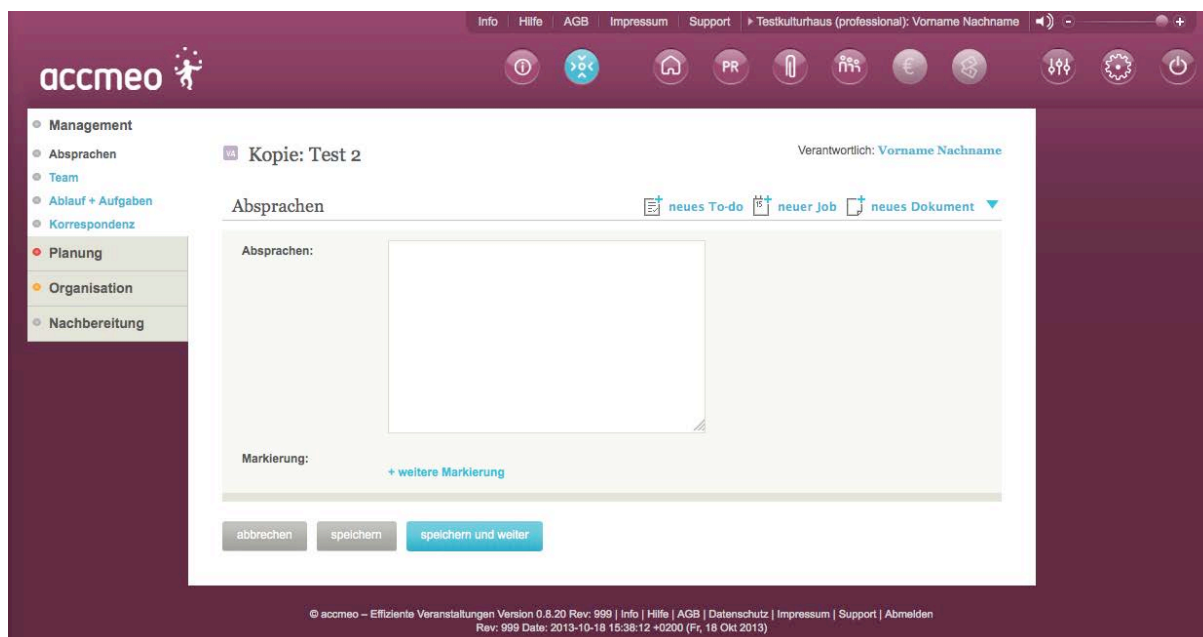 Info Hilfe AGB Impressum Support Testkulturhaus (professional): Vorname Nachname
accmeo
PR
€
Management
Absprachen
Team
Ablauf + Aufgaben
Korrespondenz
Planung
Organisation
Nachbereitung
VA Kopie: Test 2
Verantwortlich: Vorname Nachname
Absprachen
neues To-do 15 neuer Job neues Dokument
Absprachen:
Markierung:
+ weitere Markierung
abbrechen speichern speichern und weiter
© accmeo – Effiziente Veranstaltungen Version 0.8.20 Rev: 999 | Info | Hilfe | AGB | Datenschutz | Impressum | Support | Abmelden
Rev: 999 Date: 2013-10-18 15:38:12 +0200 (Fr, 18 Okt 2013)